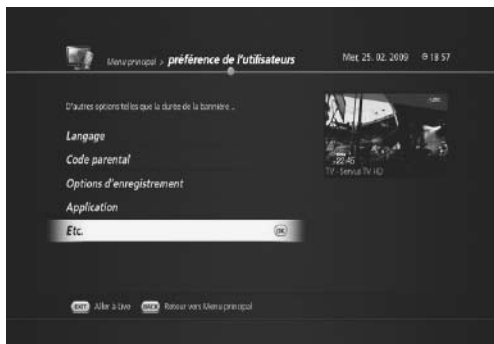 Menu principal > préférence de l'utilisateurs
Mer, 25. 02. 2009 18:57
D'autres options telles que la durée de la bannière ..
Langage
Code parental
Options d'enregistrement
Application
Etc. OK
TV - Servus TV HD
EXIT Aller à Live BACK Retour vers Menu principal